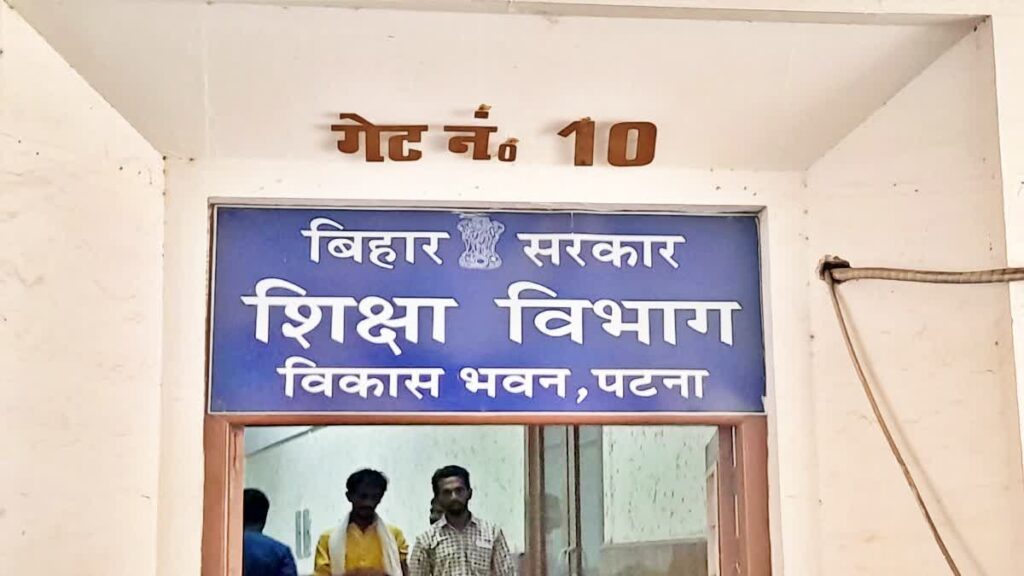 गेट नं० 10
बिहार सरकार
शिक्षा विभाग
विकास भवन, पटना